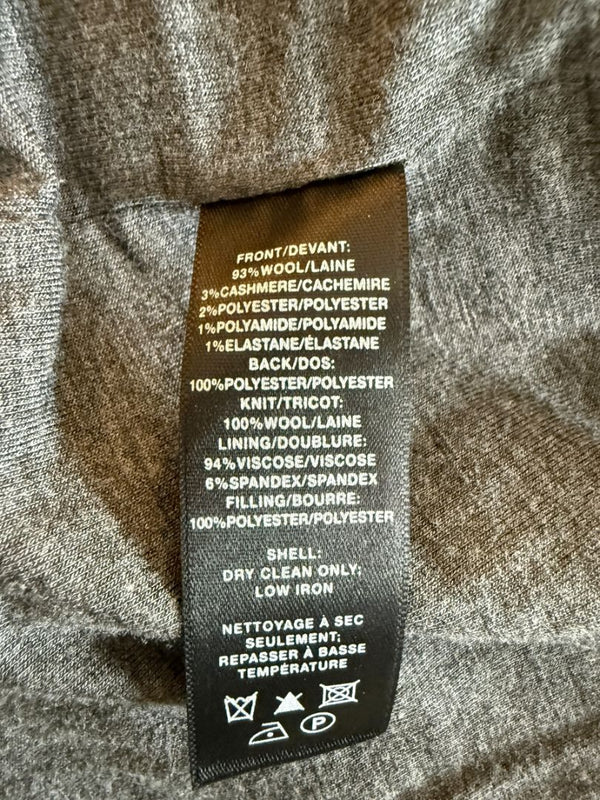 FRONT/DEVANT:
93%WOOL/LAINE
3%CASHMERE/CACHEMIRE
2%POLYESTER/POLYESTER
1%POLYAMIDE/POLYAMIDE
1%ELASTANE/ÉLASTANE
BACK/DOS:
100%POLYESTER/POLYESTER
KNIT/TRICOT:
100%WOOL/LAINE
LINING/DOUBLURE:
94%VISCOSE/VISCOSE
6%SPANDEX/SPANDEX
FILLING/BOURRE:
100%POLYESTER/POLYESTER
SHELL:
DRY CLEAN ONLY;
LOW IRON
NETTOYAGE À SEC
SEULEMENT;
REPASSER À BASSE
TEMPÉRATURE
P